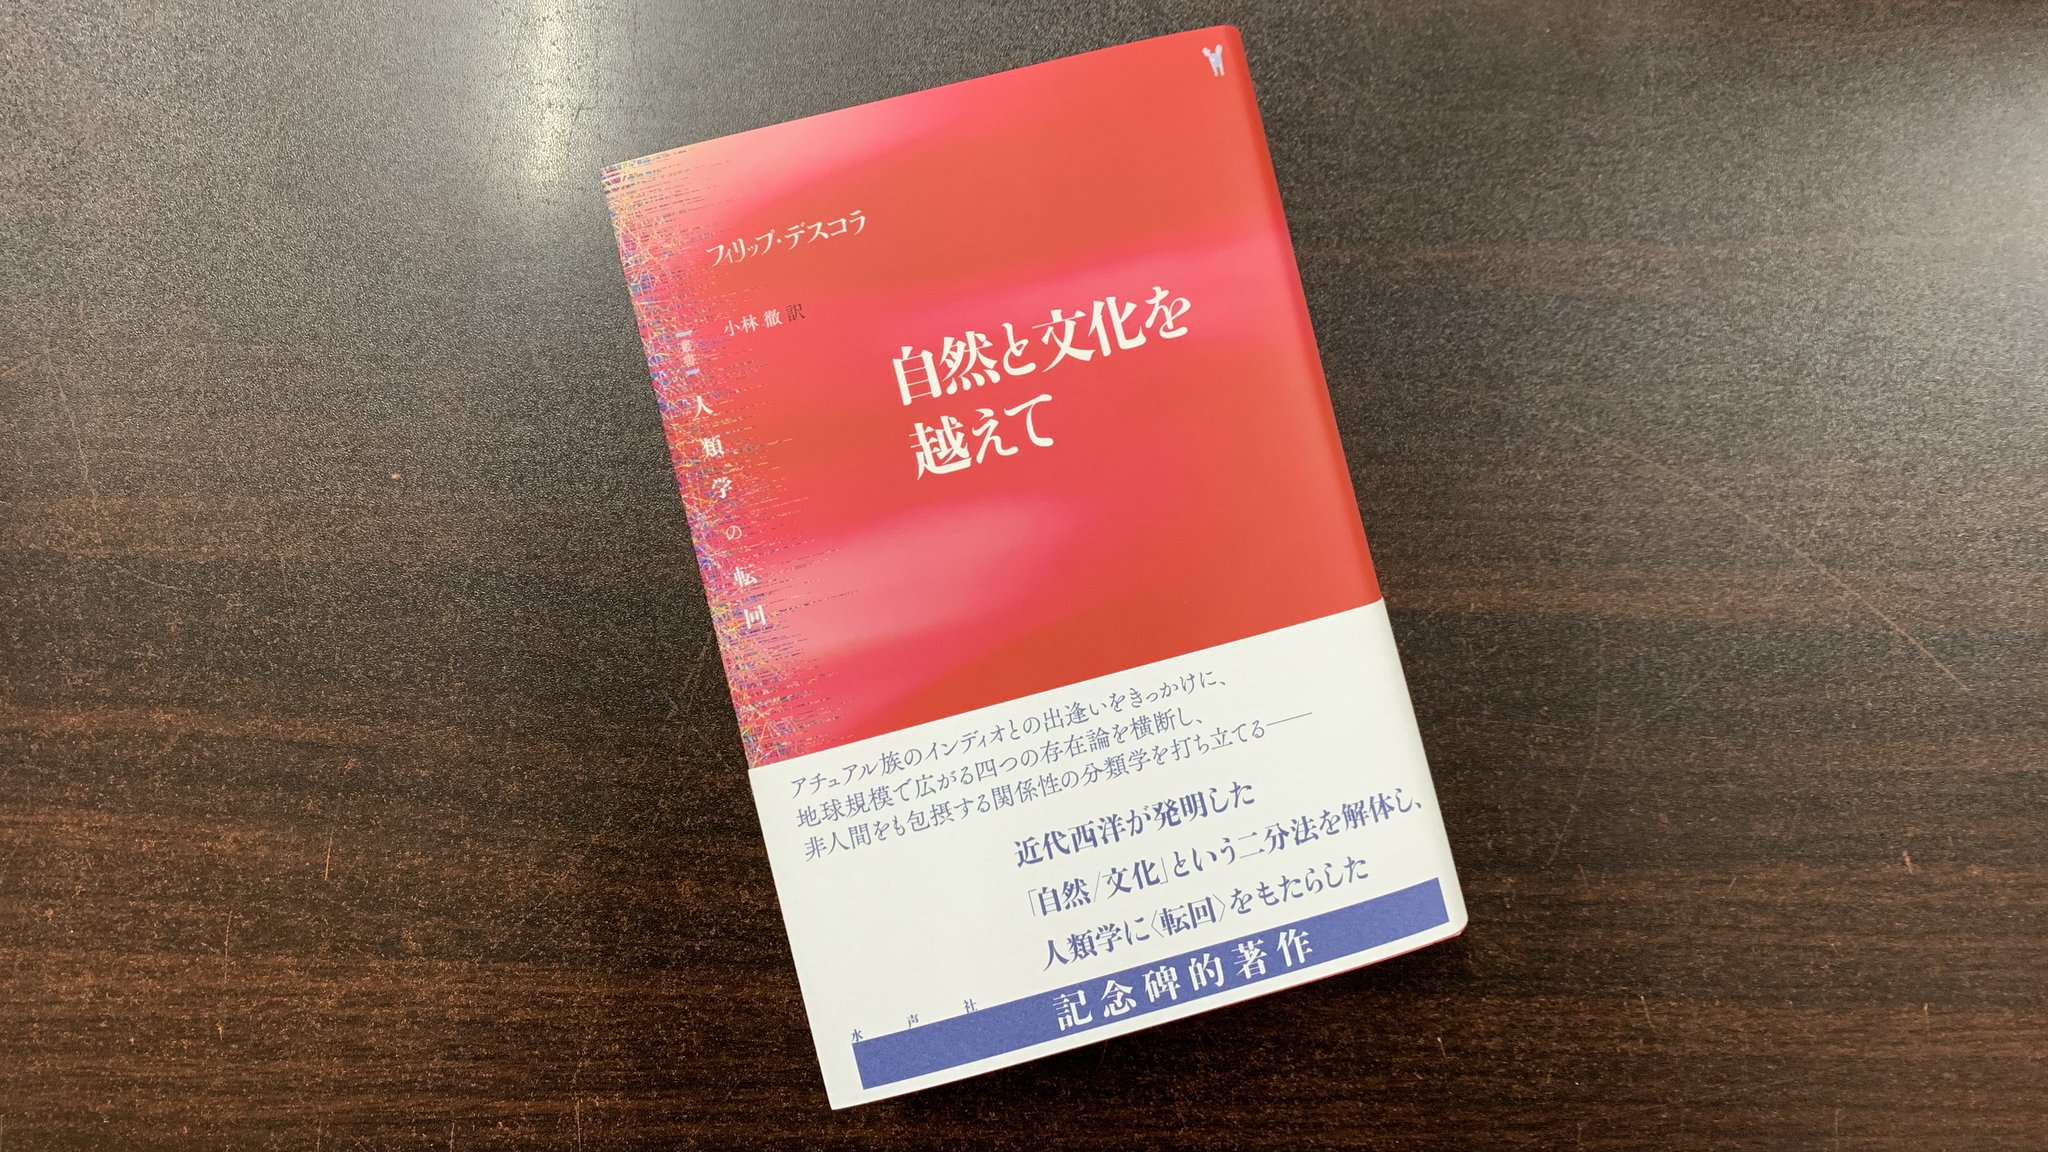 フィリップ・デスコラ
小林 徹 訳
【叢書】人類学の転回
自然と文化を
越えて
アチュアル族のインディオとの出逢いをきっかけに、
地球規模で広がる四つの存在論を横断し、
非人間をも包摂する関係性の分類学を打ち立てる──
近代西洋が発明した
「自然/文化」という二分法を解体し、
人類学に〈転回〉をもたらした
記念碑的著作
水声社